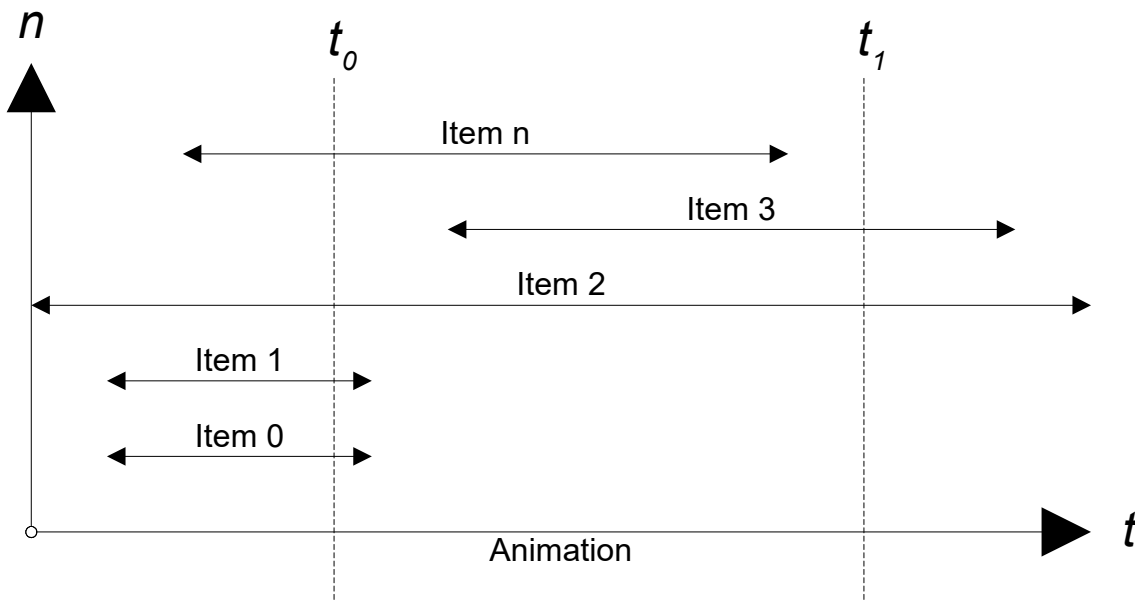 n
t₀
t₁
Item n
Item 3
Item 2
Item 1
Item 0
t
Animation